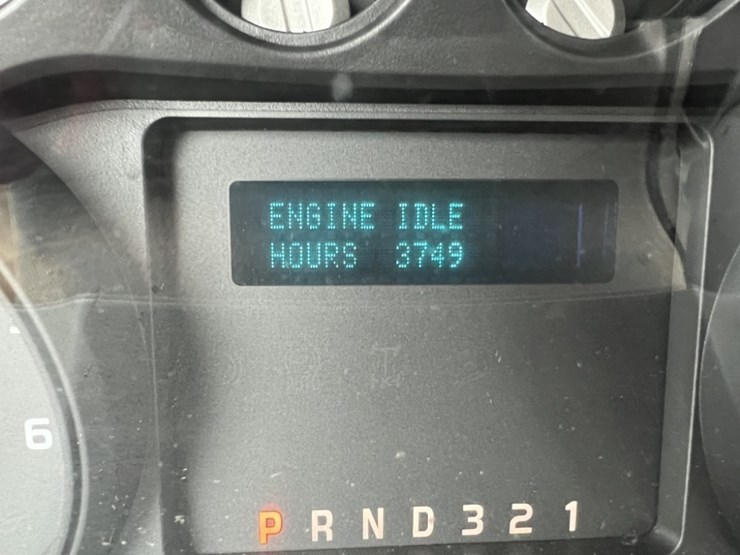 ENGINE IDLE
HOURS 3749
6
P R N D 3 2 1